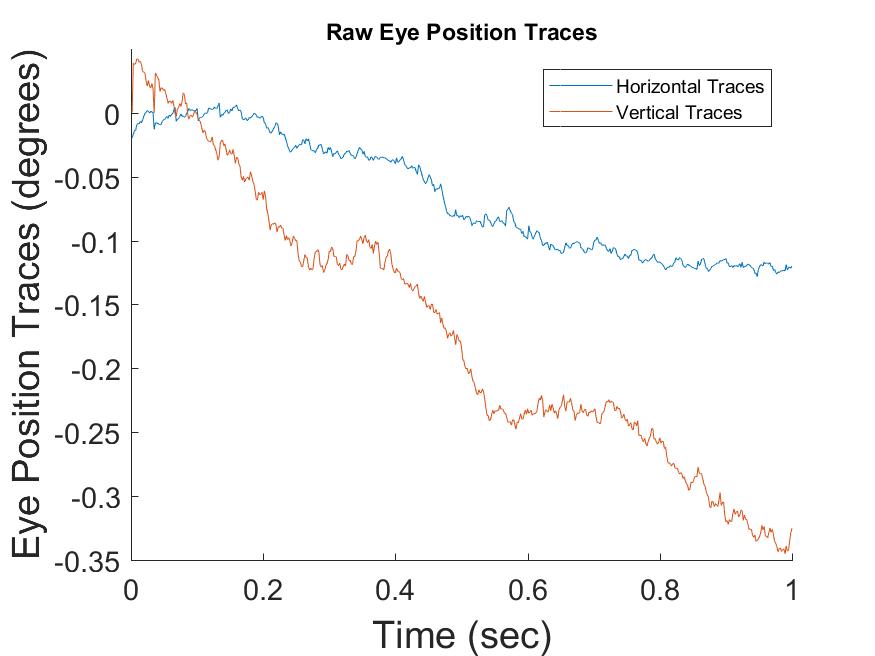 Raw Eye Position Traces
Horizontal Traces
Vertical Traces
Eye Position Traces (degrees)
0
-0.05
-0.1
-0.15
-0.2
-0.25
-0.3
-0.35
0 0.2 0.4 0.6 0.8 1
Time (sec)